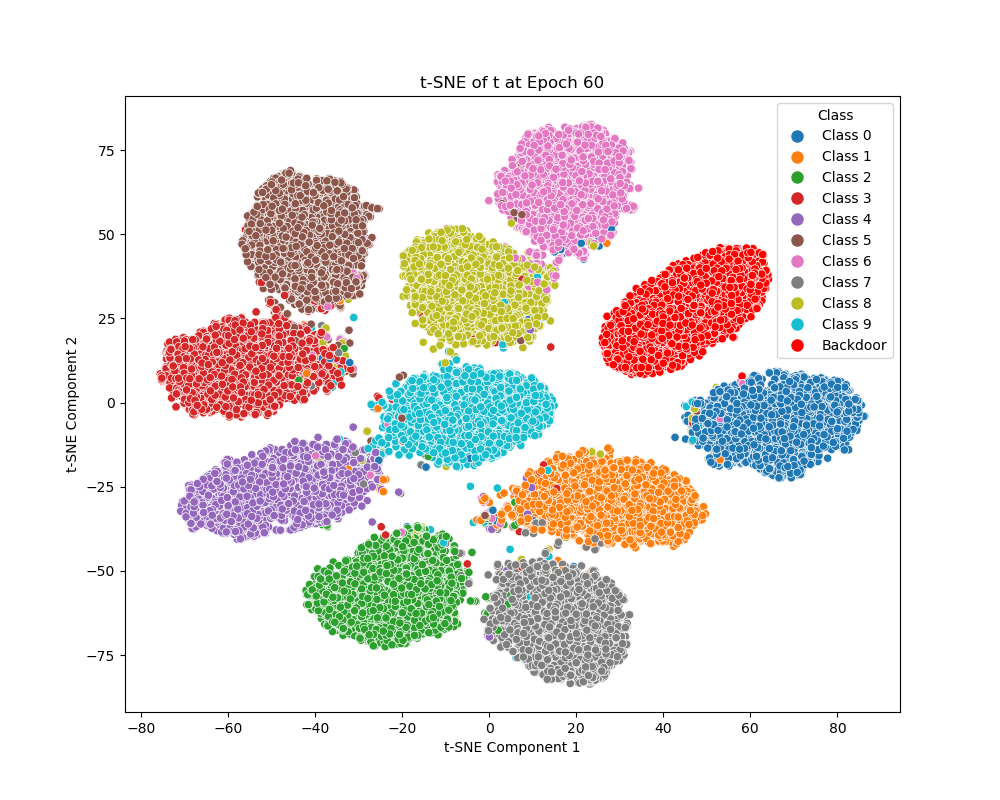 t-SNE of t at Epoch 60
Class
Class 0
Class 1
Class 2
Class 3
Class 4
Class 5
Class 6
Class 7
Class 8
Class 9
Backdoor
t-SNE Component 2
75
50
25
0
−25
−50
−75
−80
−60
−40
−20
0
20
40
60
80
t-SNE Component 1